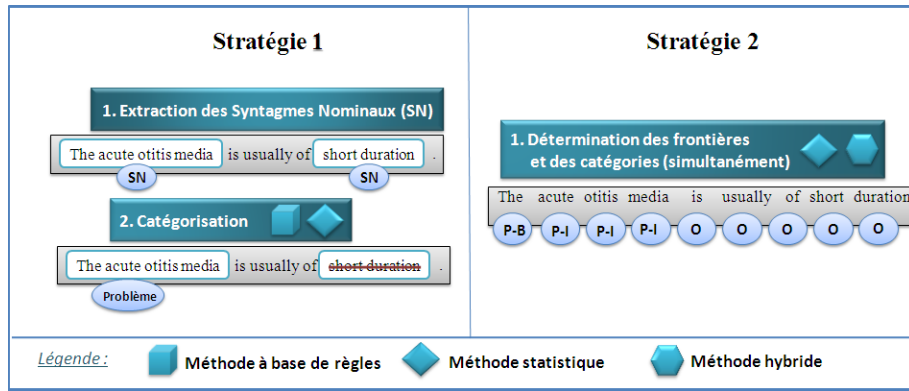 Stratégie 1
1. Extraction des Syntagmes Nominaux (SN)
The acute otitis media is usually of short duration .
SN SN
2. Catégorisation
The acute otitis media is usually of short duration .
Problème
Stratégie 2
1. Détermination des frontières
et des catégories (simultanément)
The acute otitis media is usually of short duration
P-B P-I P-I P-I O O O O O
Légende : Méthode à base de règles Méthode statistique Méthode hybride